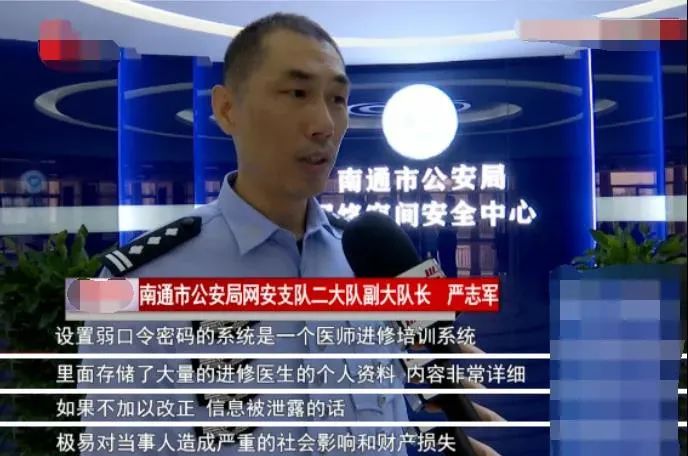 南通市公安局
空间安全中心
南通市公安局网安支队二大队副大队长 严志军
设置弱口令密码的系统是一个医师进修培训系统
里面存储了大量的进修医生的个人资料 内容非常详细
如果不加以改正 信息被泄露的话
极易对当事人造成严重的社会影响和财产损失